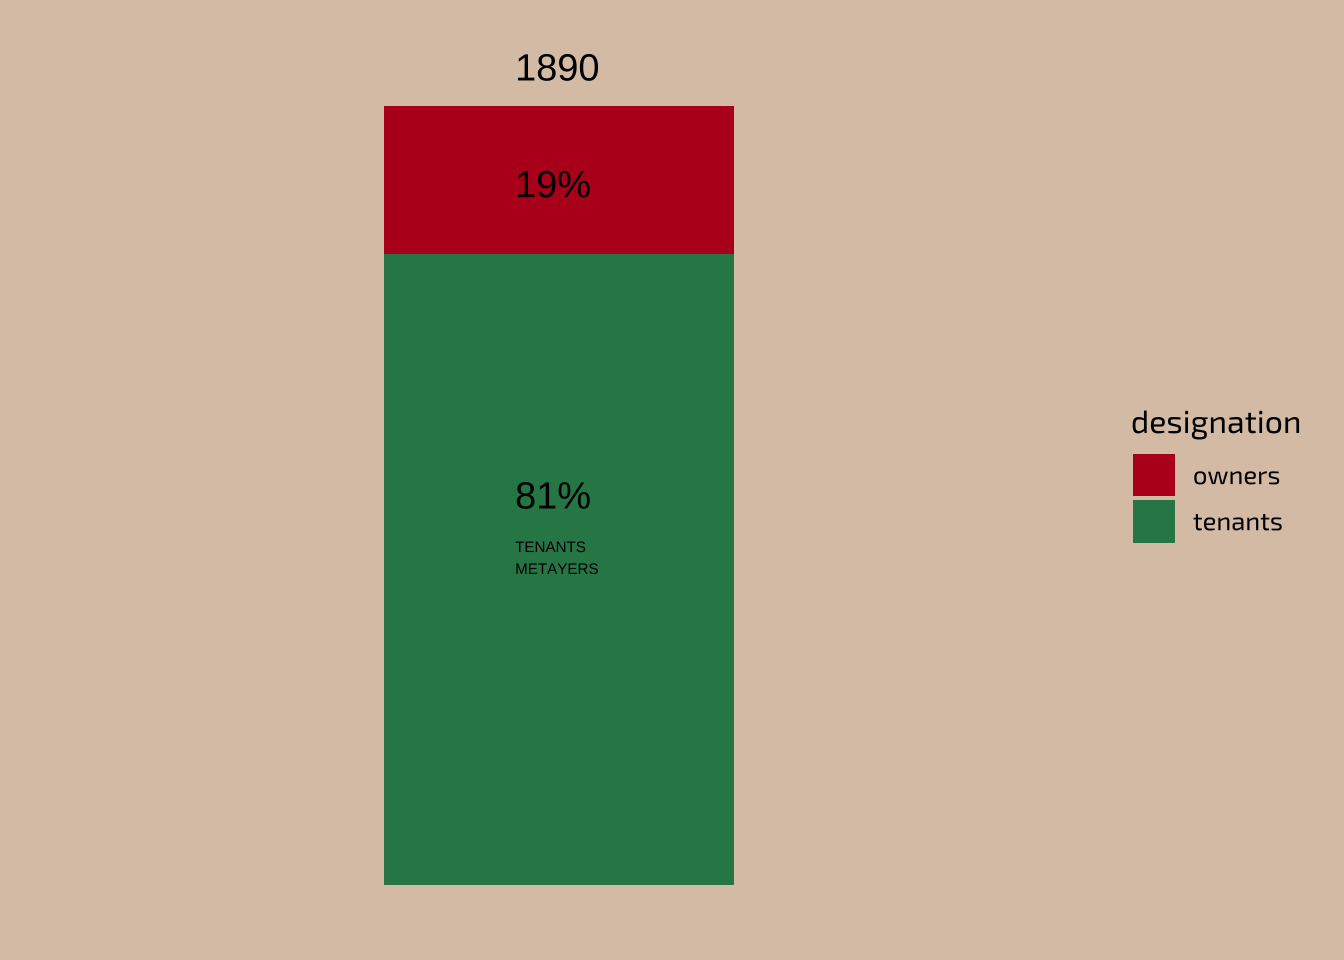 1890
19%
81%
TENANTS
METAYERS
designation
owners
tenants